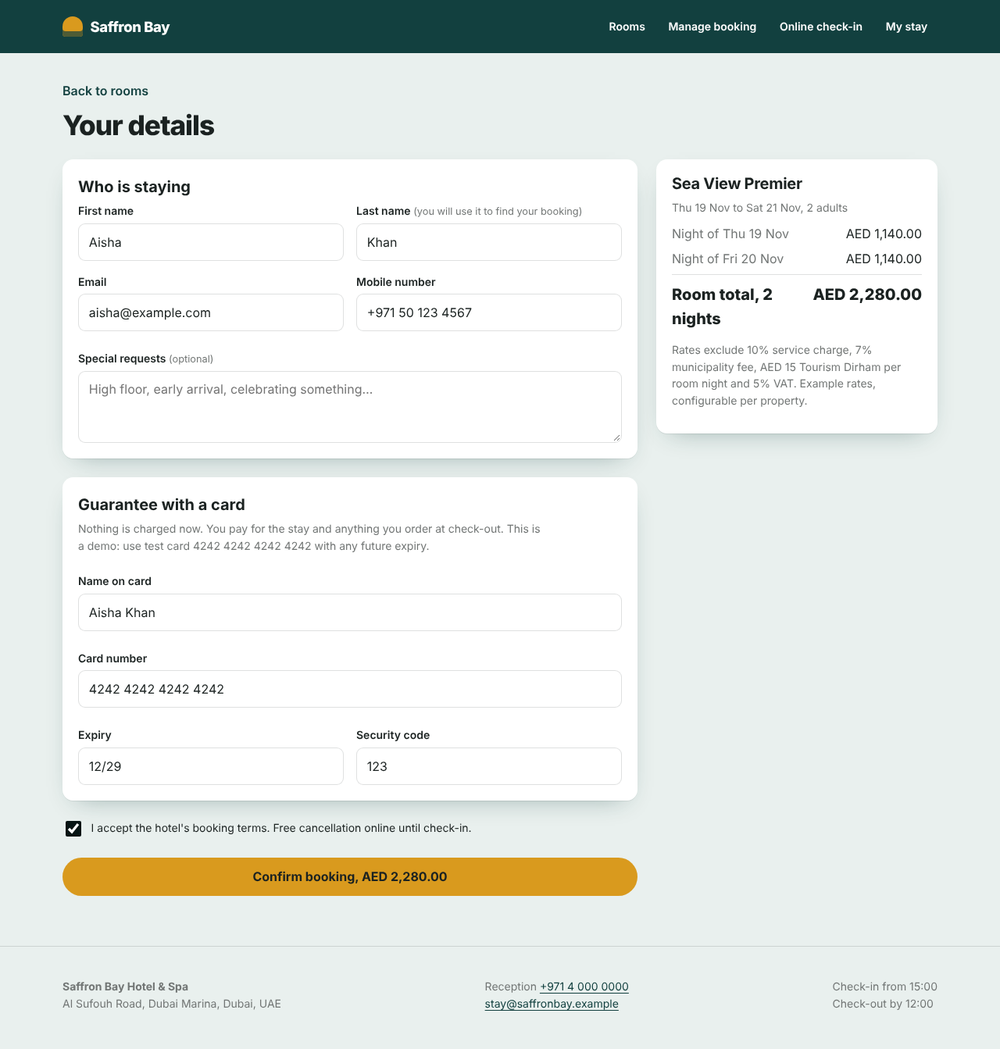 Saffron Bay
Rooms
Manage booking
Online check-in
My stay
Back to rooms
Your details
Who is staying
First name
Last name (you will use it to find your booking)
Aisha
Khan
Email
Mobile number
aisha@example.com
+971 50 123 4567
Special requests (optional)
High floor, early arrival, celebrating something...
Sea View Premier
Thu 19 Nov to Sat 21 Nov, 2 adults
Night of Thu 19 Nov AED 1,140.00
Night of Fri 20 Nov AED 1,140.00
Room total, 2 AED 2,280.00
nights
Rates exclude 10% service charge, 7%
municipality fee, AED 15 Tourism Dirham per
room night and 5% VAT. Example rates,
configurable per property.
Guarantee with a card
Nothing is charged now. You pay for the stay and anything you order at check-out. This is
a demo: use test card 4242 4242 4242 4242 with any future expiry.
Name on card
Aisha Khan
Card number
4242 4242 4242 4242
Expiry
Security code
12/29
123
I accept the hotel's booking terms. Free cancellation online until check-in.
Confirm booking, AED 2,280.00
Saffron Bay Hotel & Spa
Al Sufouh Road, Dubai Marina, Dubai, UAE
Reception +971 4 000 0000
stay@saffronbay.example
Check-in from 15:00
Check-out by 12:00